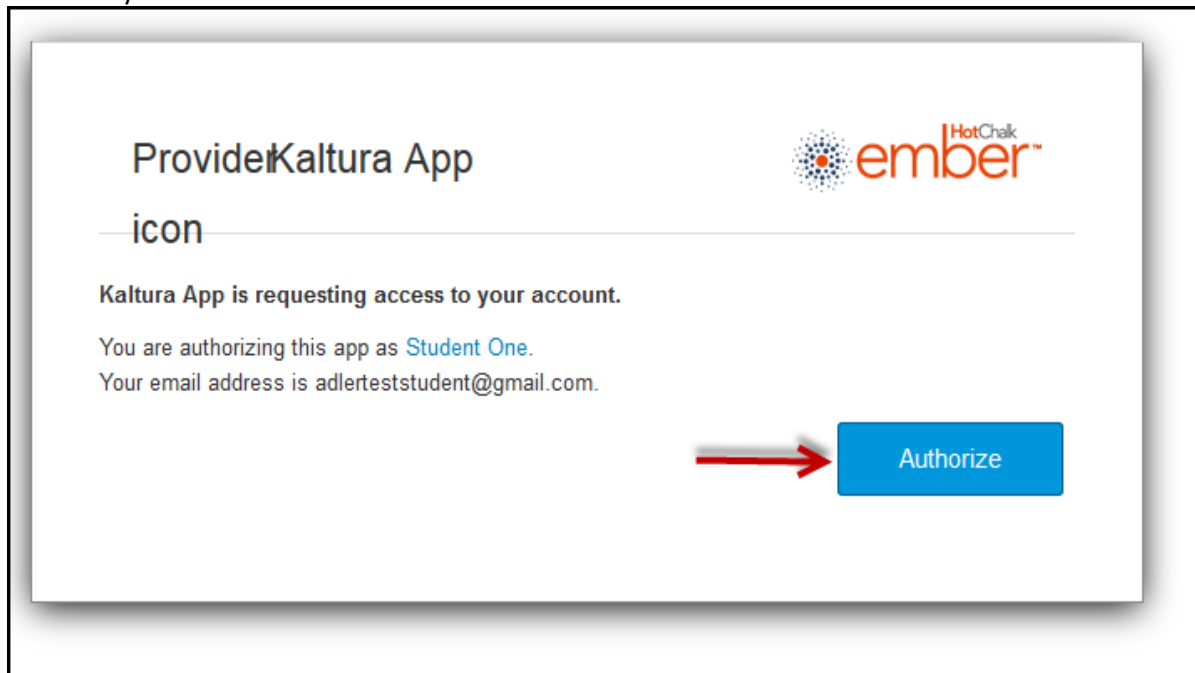 ProviderKaltura App
icon
HotChalk
ember™
Kaltura App is requesting access to your account.
You are authorizing this app as Student One.
Your email address is adlerteststudent@gmail.com.
Authorize